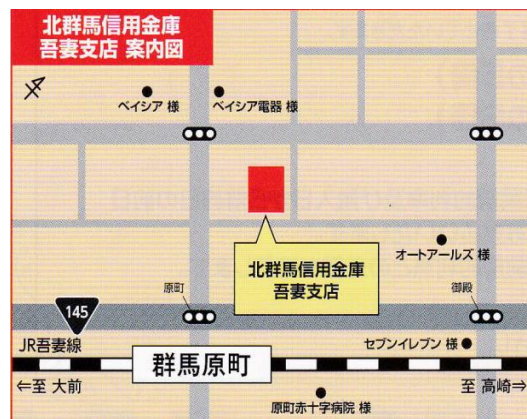 北群馬信用金庫
吾妻支店 案内図
ベイシア 様
ベイシア電器 様
北群馬信用金庫
吾妻支店
オートアールズ 様
原町
御殿
145
JR吾妻線
セブンイレブン 様
群馬原町
←至 大前
至 高崎⇒
原町赤十字病院 様